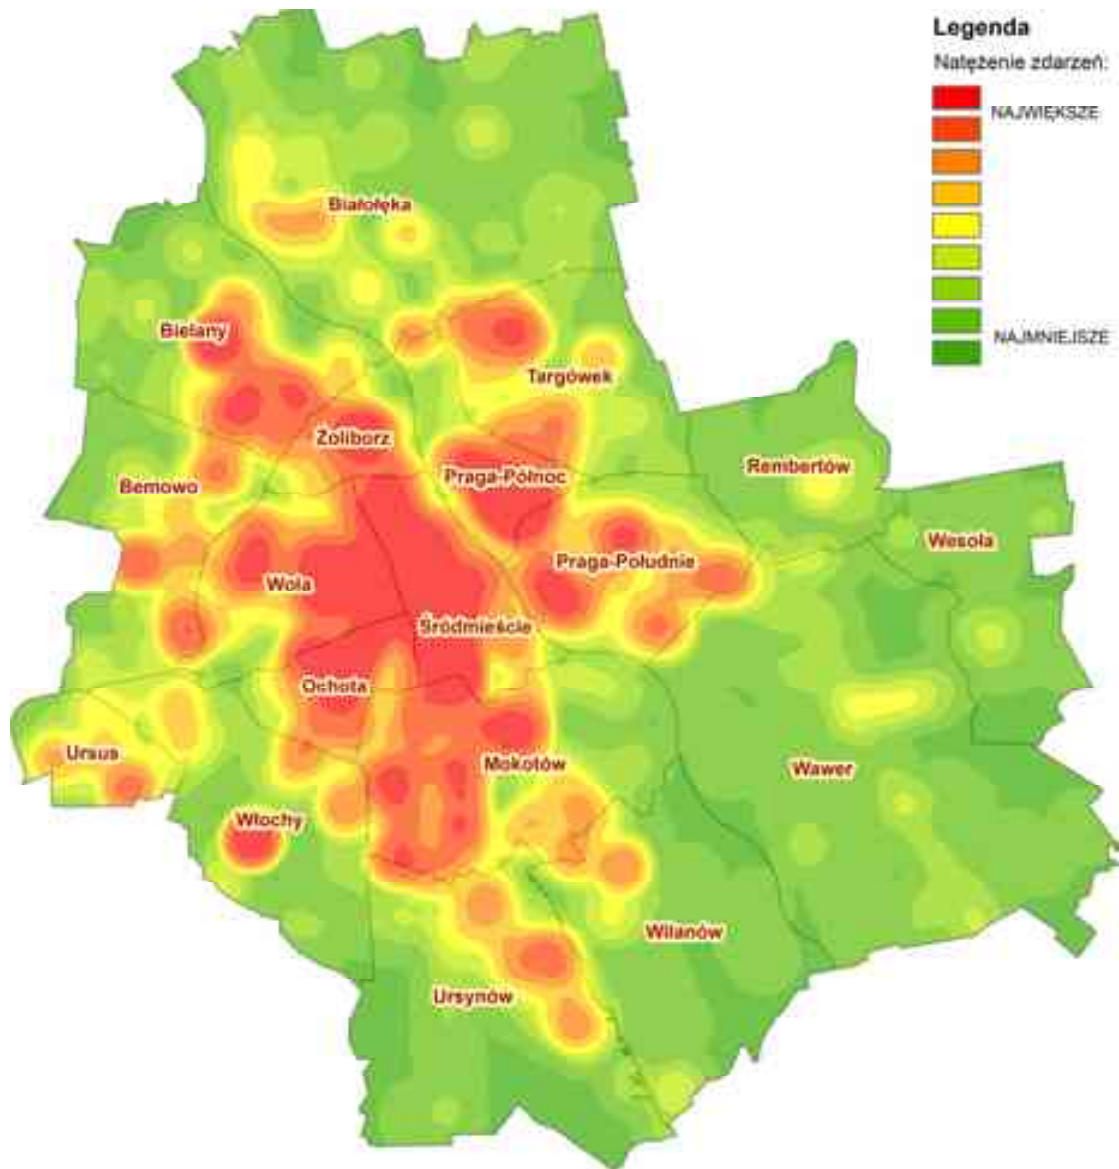 Legenda
Natężenie zdarzeń:
NAJWIĘKSZE
NAJMNIEJSZE
Białołęka
Bielany
Targówek
Żoliborz
Praga-Północ
Rembertów
Bemowo
Wesoła
Praga-Południe
Wola
Śródmieście
Ochota
Ursus
Mokotów
Wawer
Włochy
Wilanów
Ursynów